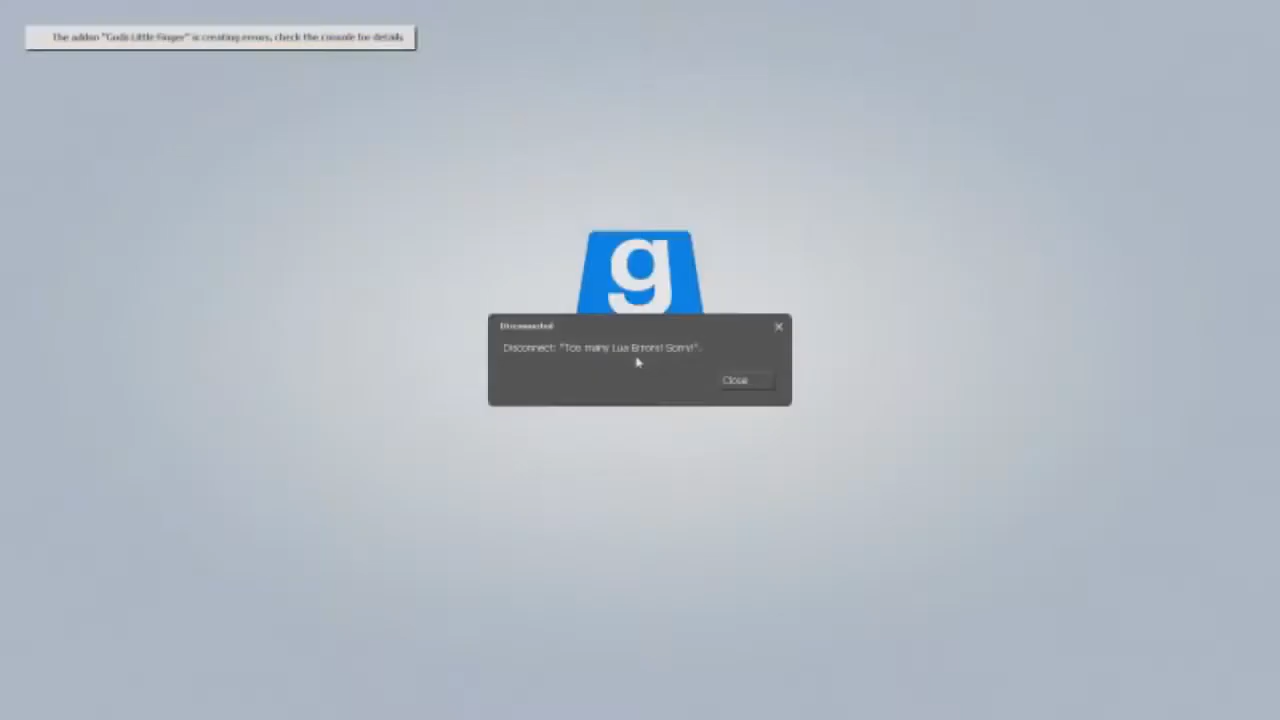 The addon "Gods Little Finger" is creating errors, check the console for details
g
Disconnected
Disconnect: "Too many Lua Errors! Sorry!".
Close